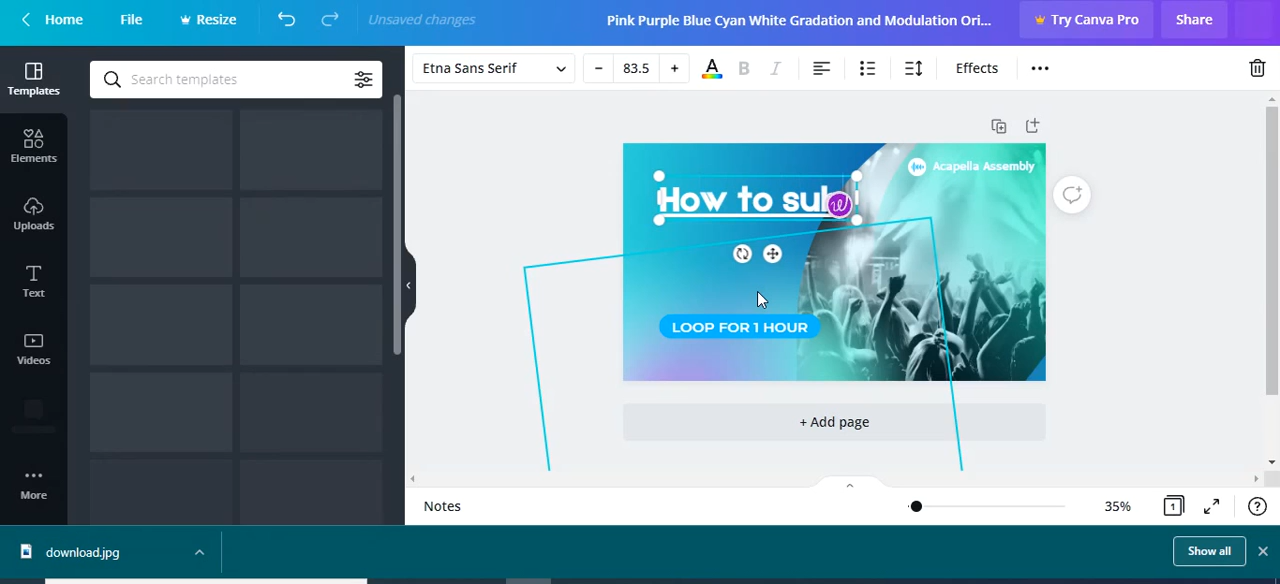 Home File Resize Unsaved changes Pink Purple Blue Cyan White Gradation and Modulation Ori... Try Canva Pro Share
Templates
Search templates
Etna Sans Serif − 83.5 + A B I Effects
Elements
Uploads
Text
Videos
More
Acapella Assembly
How to sub
LOOP FOR 1 HOUR
+ Add page
Notes 35% 1 ?
download.jpg Show all